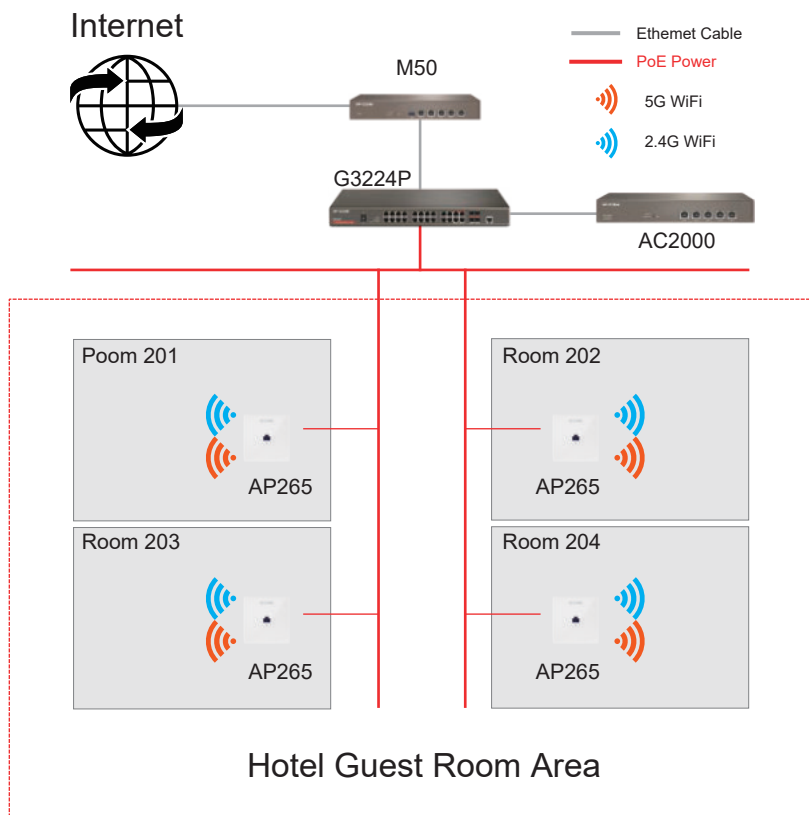 Internet
Ethemet Cable
PoE Power
M50
5G WiFi
2.4G WiFi
G3224P
AC2000
Poom 201
Room 202
AP265
AP265
Room 203
Room 204
AP265
AP265
Hotel Guest Room Area